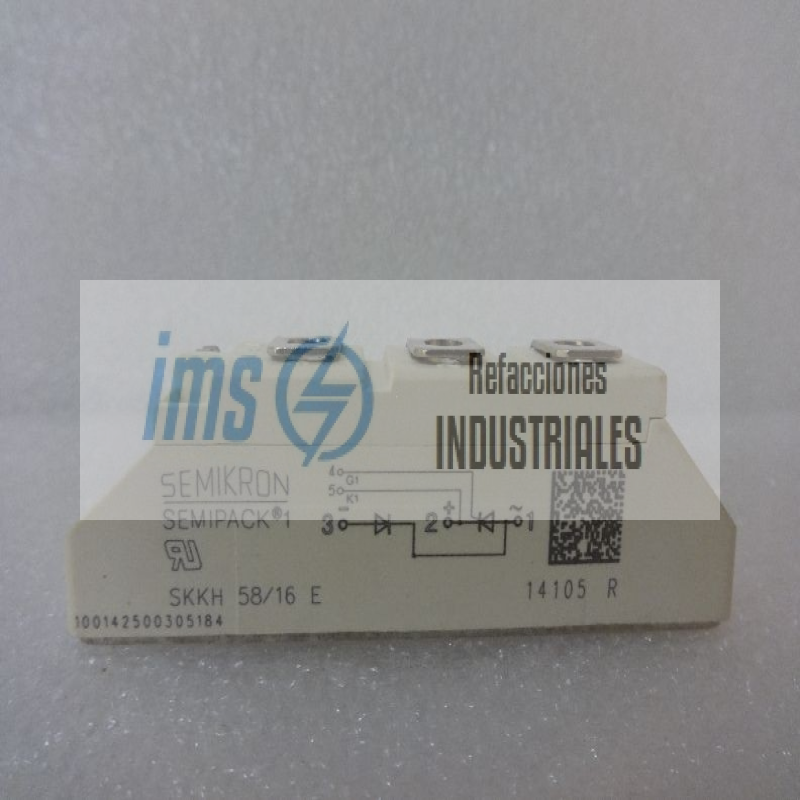 ims
Refacciones
INDUSTRIALES
SEMIKRON
SEMIPACK®1
4
G1
5
K1
3 - 2 + ~ 1
SKKH 58/16 E
14105 R
100142500305184